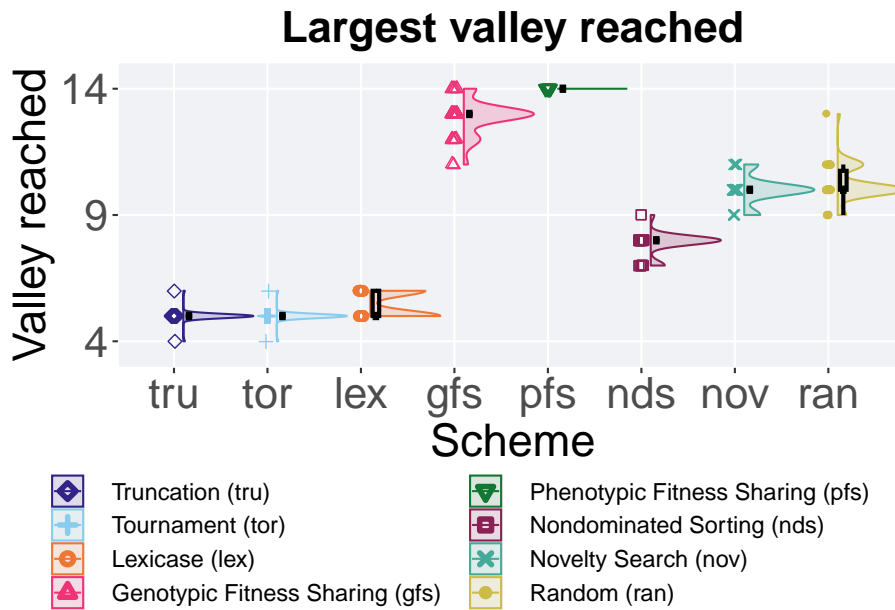 Largest valley reached
Valley reached
14
9
4
tru tor lex gfs pfs nds nov ran
Scheme
Truncation (tru)
Tournament (tor)
Lexicase (lex)
Genotypic Fitness Sharing (gfs)
Phenotypic Fitness Sharing (pfs)
Nondominated Sorting (nds)
Novelty Search (nov)
Random (ran)